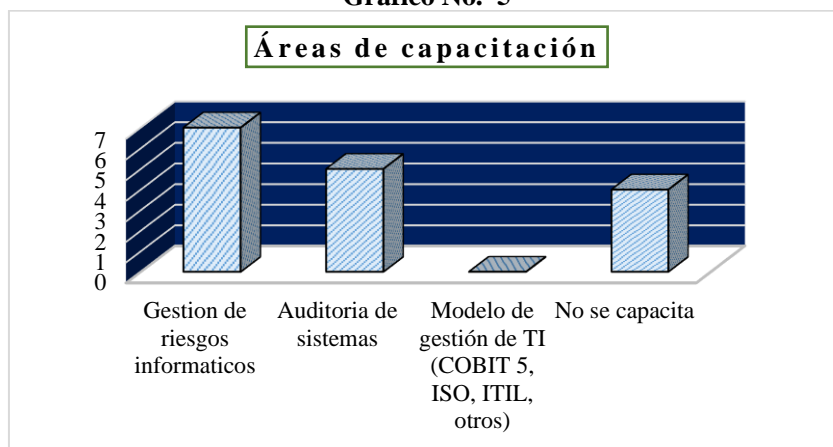 Gráfico No. 5
Áreas de capacitación
7
6
5
4
3
2
1
0
Gestion de
riesgos
informaticos
Auditoria de
sistemas
Modelo de
gestión de TI
(COBIT 5,
ISO, ITIL,
otros)
No se capacita